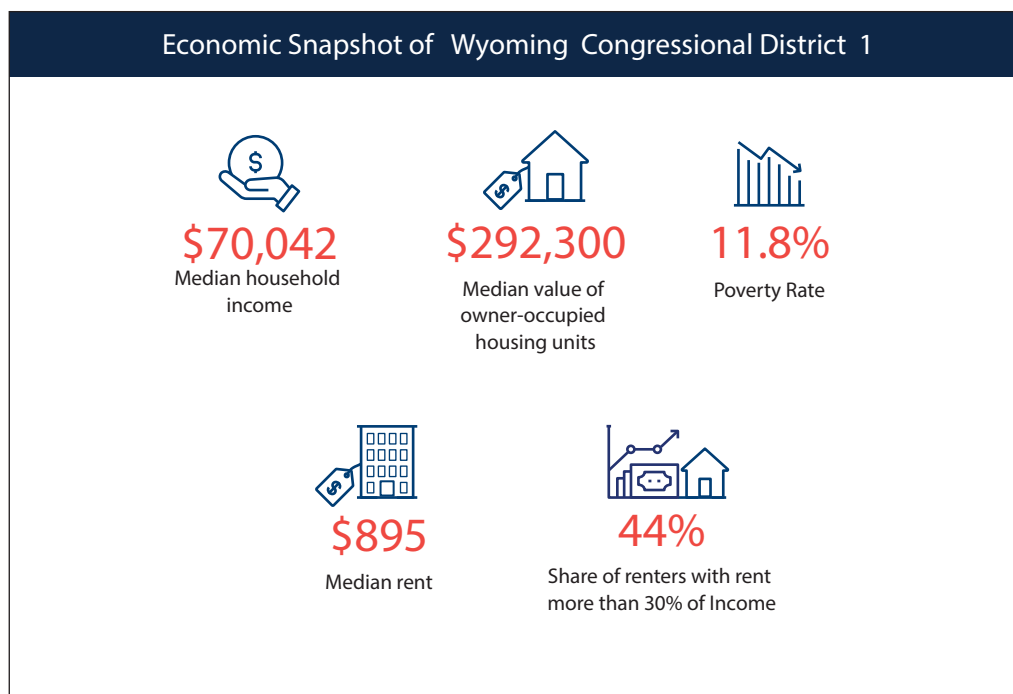 Economic Snapshot of Wyoming Congressional District 1
$
$
$70,042
Median household
income
$292,300
Median value of
owner-occupied
housing units
11.8%
Poverty Rate
$
$895
Median rent
44%
Share of renters with rent
more than 30% of Income